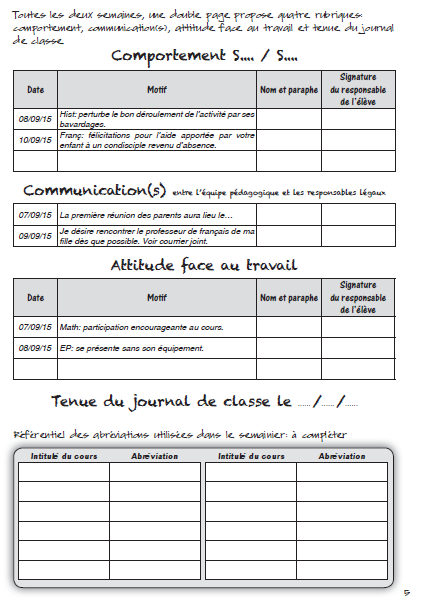 Toutes les deux semaines, une double page propose quatre rubriques:
comportement, communication(s), attitude face au travail et tenue du journal
de classe.
Comportement S.... / S....
Date Motif Nom et paraphe Signature
du responsable
de l'élève
08/09/15 Hist: perturbe le bon déroulement de l'activité par ses
bavardages.
10/09/15 Franç: félicitations pour l'aide apportée par votre
enfant à un condisciple revenu d'absence.
Communication(s) entre l'équipe pédagogique et les responsables légaux
07/09/15 La première réunion des parents aura lieu le...
09/09/15 Je désire rencontrer le professeur de français de ma
fille dès que possible. Voir courrier joint.
Attitude face au travail
Date Motif Nom et paraphe Signature
du responsable
de l'élève
07/09/15 Math: participation encourageante au cours.
08/09/15 EP: se présente sans son équipement.
Tenue du journal de classe le ...../...../.....
Référentiel des abréviations utilisées dans le semainier: à compléter
Intitulé du cours Abréviation Intitulé du cours Abréviation
5